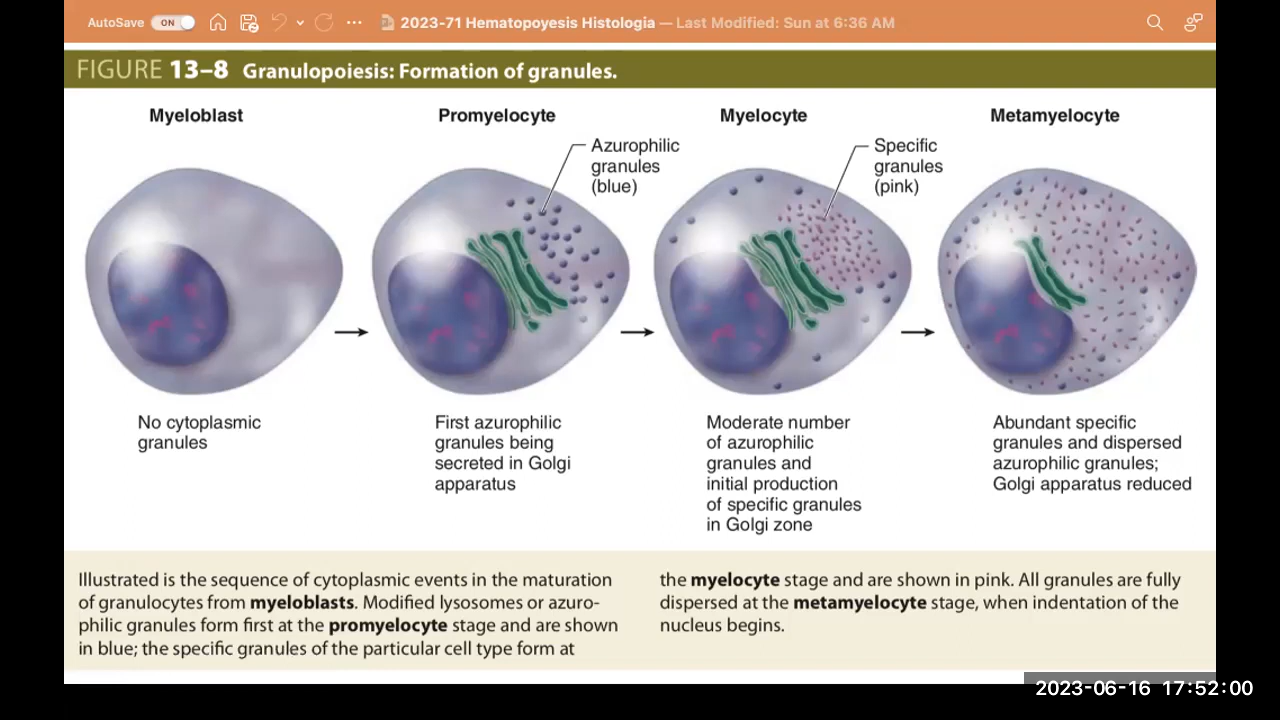 AutoSave ON ... 2023-71 Hematopoyesis Histologia — Last Modified: Sun at 6:36 AM
FIGURE 13–8 Granulopoiesis: Formation of granules.
Myeloblast
Promyelocyte
Myelocyte
Metamyelocyte
Azurophilic
granules
(blue)
Specific
granules
(pink)
No cytoplasmic
granules
First azurophilic
granules being
secreted in Golgi
apparatus
Moderate number
of azurophilic
granules and
initial production
of specific granules
in Golgi zone
Abundant specific
granules and dispersed
azurophilic granules;
Golgi apparatus reduced
Illustrated is the sequence of cytoplasmic events in the maturation
of granulocytes from myeloblasts. Modified lysosomes or azuro-
philic granules form first at the promyelocyte stage and are shown
in blue; the specific granules of the particular cell type form at
the myelocyte stage and are shown in pink. All granules are fully
dispersed at the metamyelocyte stage, when indentation of the
nucleus begins.
2023-06-16 17:52:00